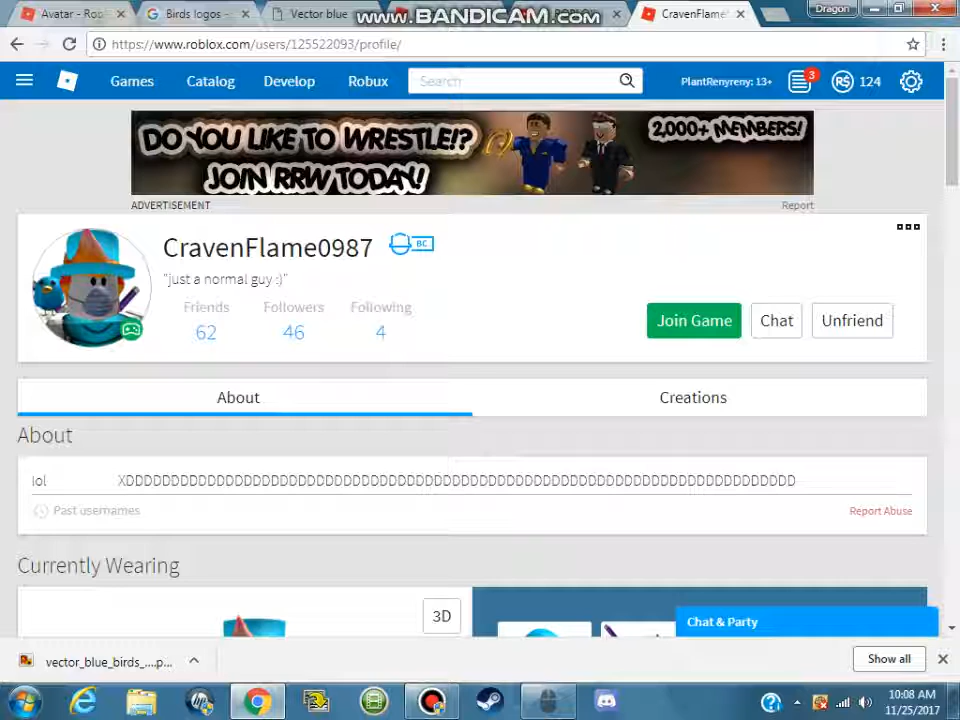 Avatar - Rob
Birds logos -
Vector blue
www.BANDICAM.com
CravenFlame
Dragon
https://www.roblox.com/users/125522093/profile/
Games
Catalog
Develop
Robux
Search
PlantRenyreny: 13+
3
R$
124
DO YOU LIKE TO WRESTLE!?
JOIN RRW TODAY!
2,000+ MEMBERS!
ADVERTISEMENT
Report
CravenFlame0987
BC
"just a normal guy :)"
Friends
Followers
Following
62
46
4
Join Game
Chat
Unfriend
About
Creations
About
lol XDDDDDDDDDDDDDDDDDDDDDDDDDDDDDDDDDDDDDDDDDDDDDDDDDDDDDDDDDDDDDDDDDDDDDDDDDD
Past usernames
Report Abuse
Currently Wearing
3D
Chat & Party
vector_blue_birds_....p...
Show all
10:08 AM
11/25/2017